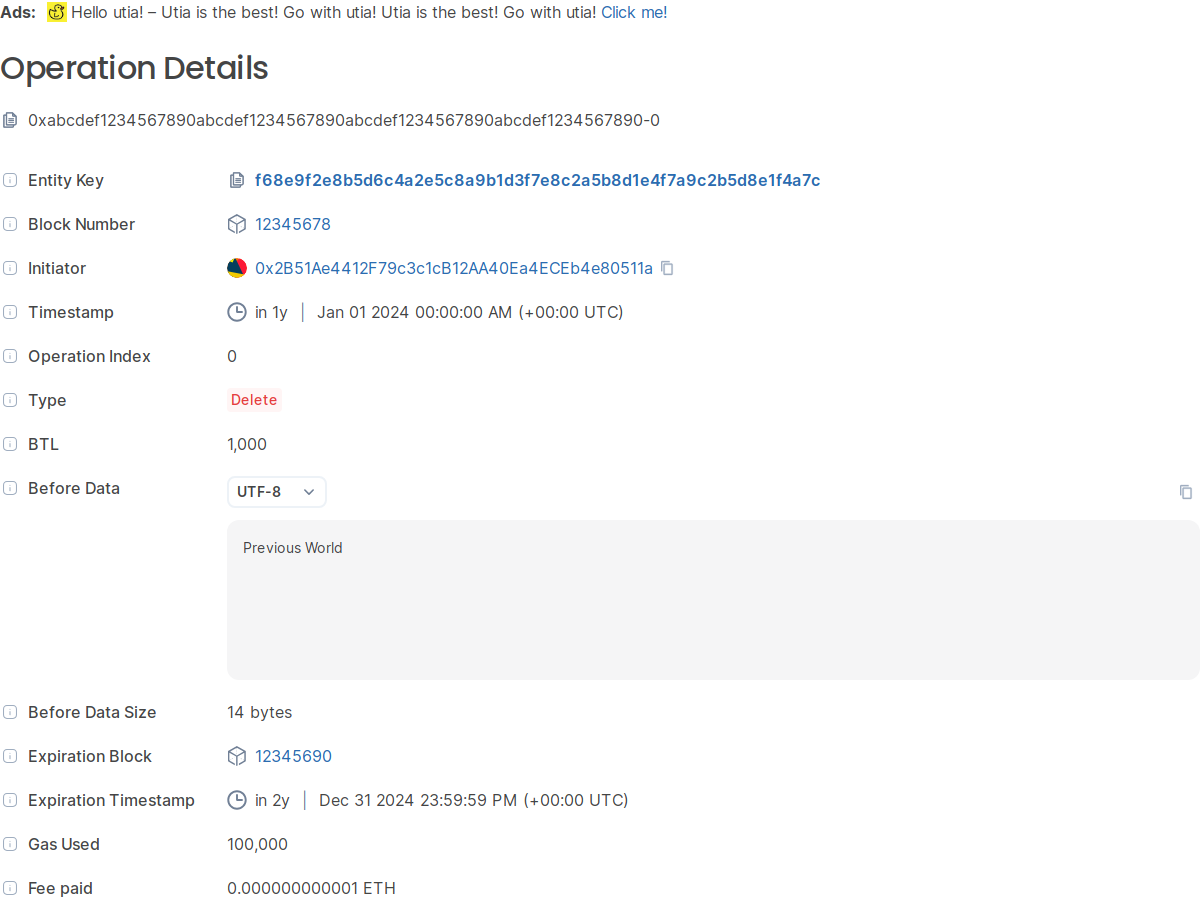 Ads: Hello utia! – Utia is the best! Go with utia! Utia is the best! Go with utia! Click me!
Operation Details
0xabcdef1234567890abcdef1234567890abcdef1234567890abcdef1234567890-0
Entity Key f68e9f2e8b5d6c4a2e5c8a9b1d3f7e8c2a5b8d1e4f7a9c2b5d8e1f4a7c
Block Number 12345678
Initiator 0x2B51Ae4412F79c3c1cB12AA40Ea4ECEb4e80511a
Timestamp in 1y | Jan 01 2024 00:00:00 AM (+00:00 UTC)
Operation Index 0
Type Delete
BTL 1,000
Before Data UTF-8
Previous World
Before Data Size 14 bytes
Expiration Block 12345690
Expiration Timestamp in 2y | Dec 31 2024 23:59:59 PM (+00:00 UTC)
Gas Used 100,000
Fee paid 0.000000000001 ETH